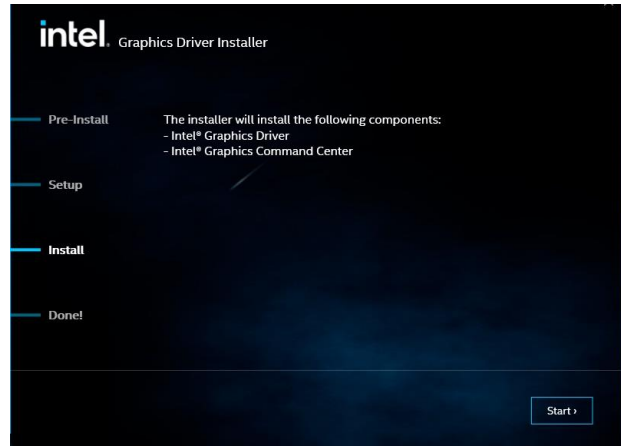 intel. Graphics Driver Installer
Pre-Install
The installer will install the following components:
- Intel® Graphics Driver
- Intel® Graphics Command Center
Setup
Install
Done!
Start ›